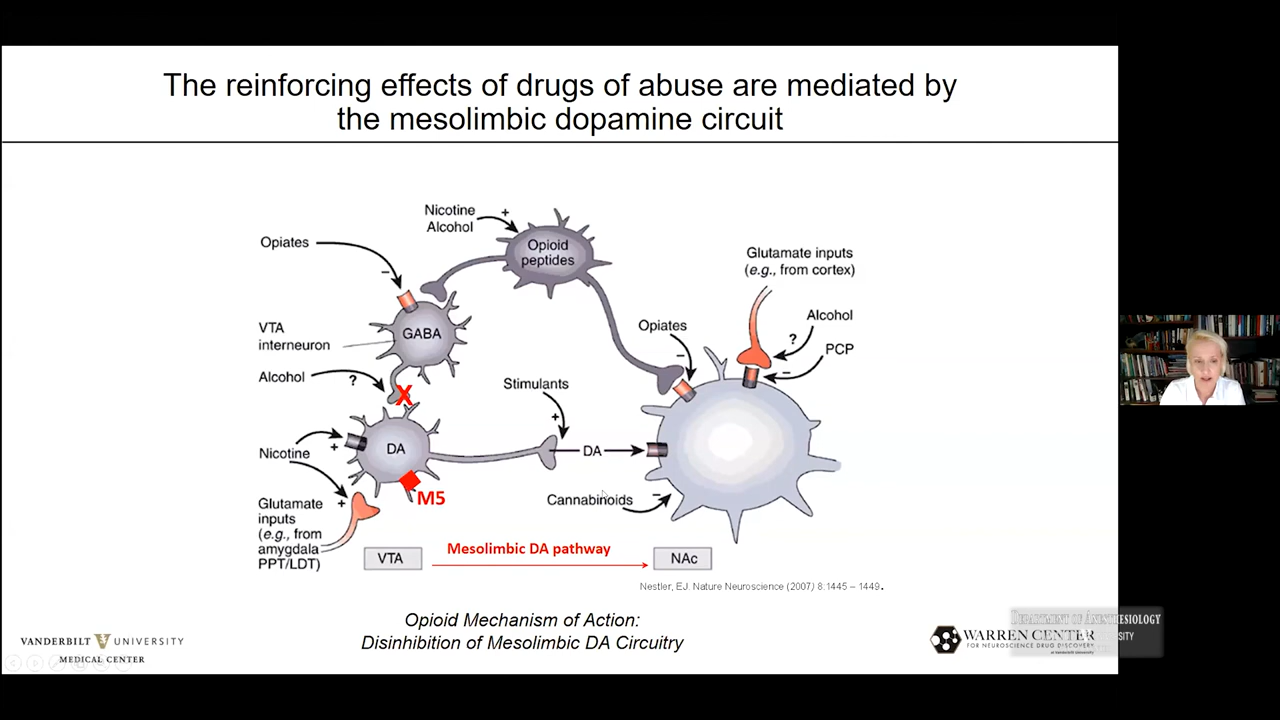 The reinforcing effects of drugs of abuse are mediated by
the mesolimbic dopamine circuit
Nicotine
Alcohol
+
Opioid
peptides
Opiates
−
GABA
VTA
interneuron
Alcohol
?
X
Glutamate inputs
(e.g., from cortex)
Alcohol
?
PCP
−
Opiates
−
Stimulants
+
DA
Nicotine
+
+
DA
M5
Cannabinoids
−
Glutamate
inputs
(e.g., from
amygdala
PPT/LDT)
VTA
Mesolimbic DA pathway
NAc
Nestler, EJ. Nature Neuroscience (2007) 8:1445 – 1449.
Opioid Mechanism of Action:
Disinhibition of Mesolimbic DA Circuitry
VANDERBILT V UNIVERSITY
MEDICAL CENTER
WARREN CENTER
FOR NEUROSCIENCE DRUG DISCOVERY
at Vanderbilt University
DEPARTMENT OF ANESTHESIOLOGY